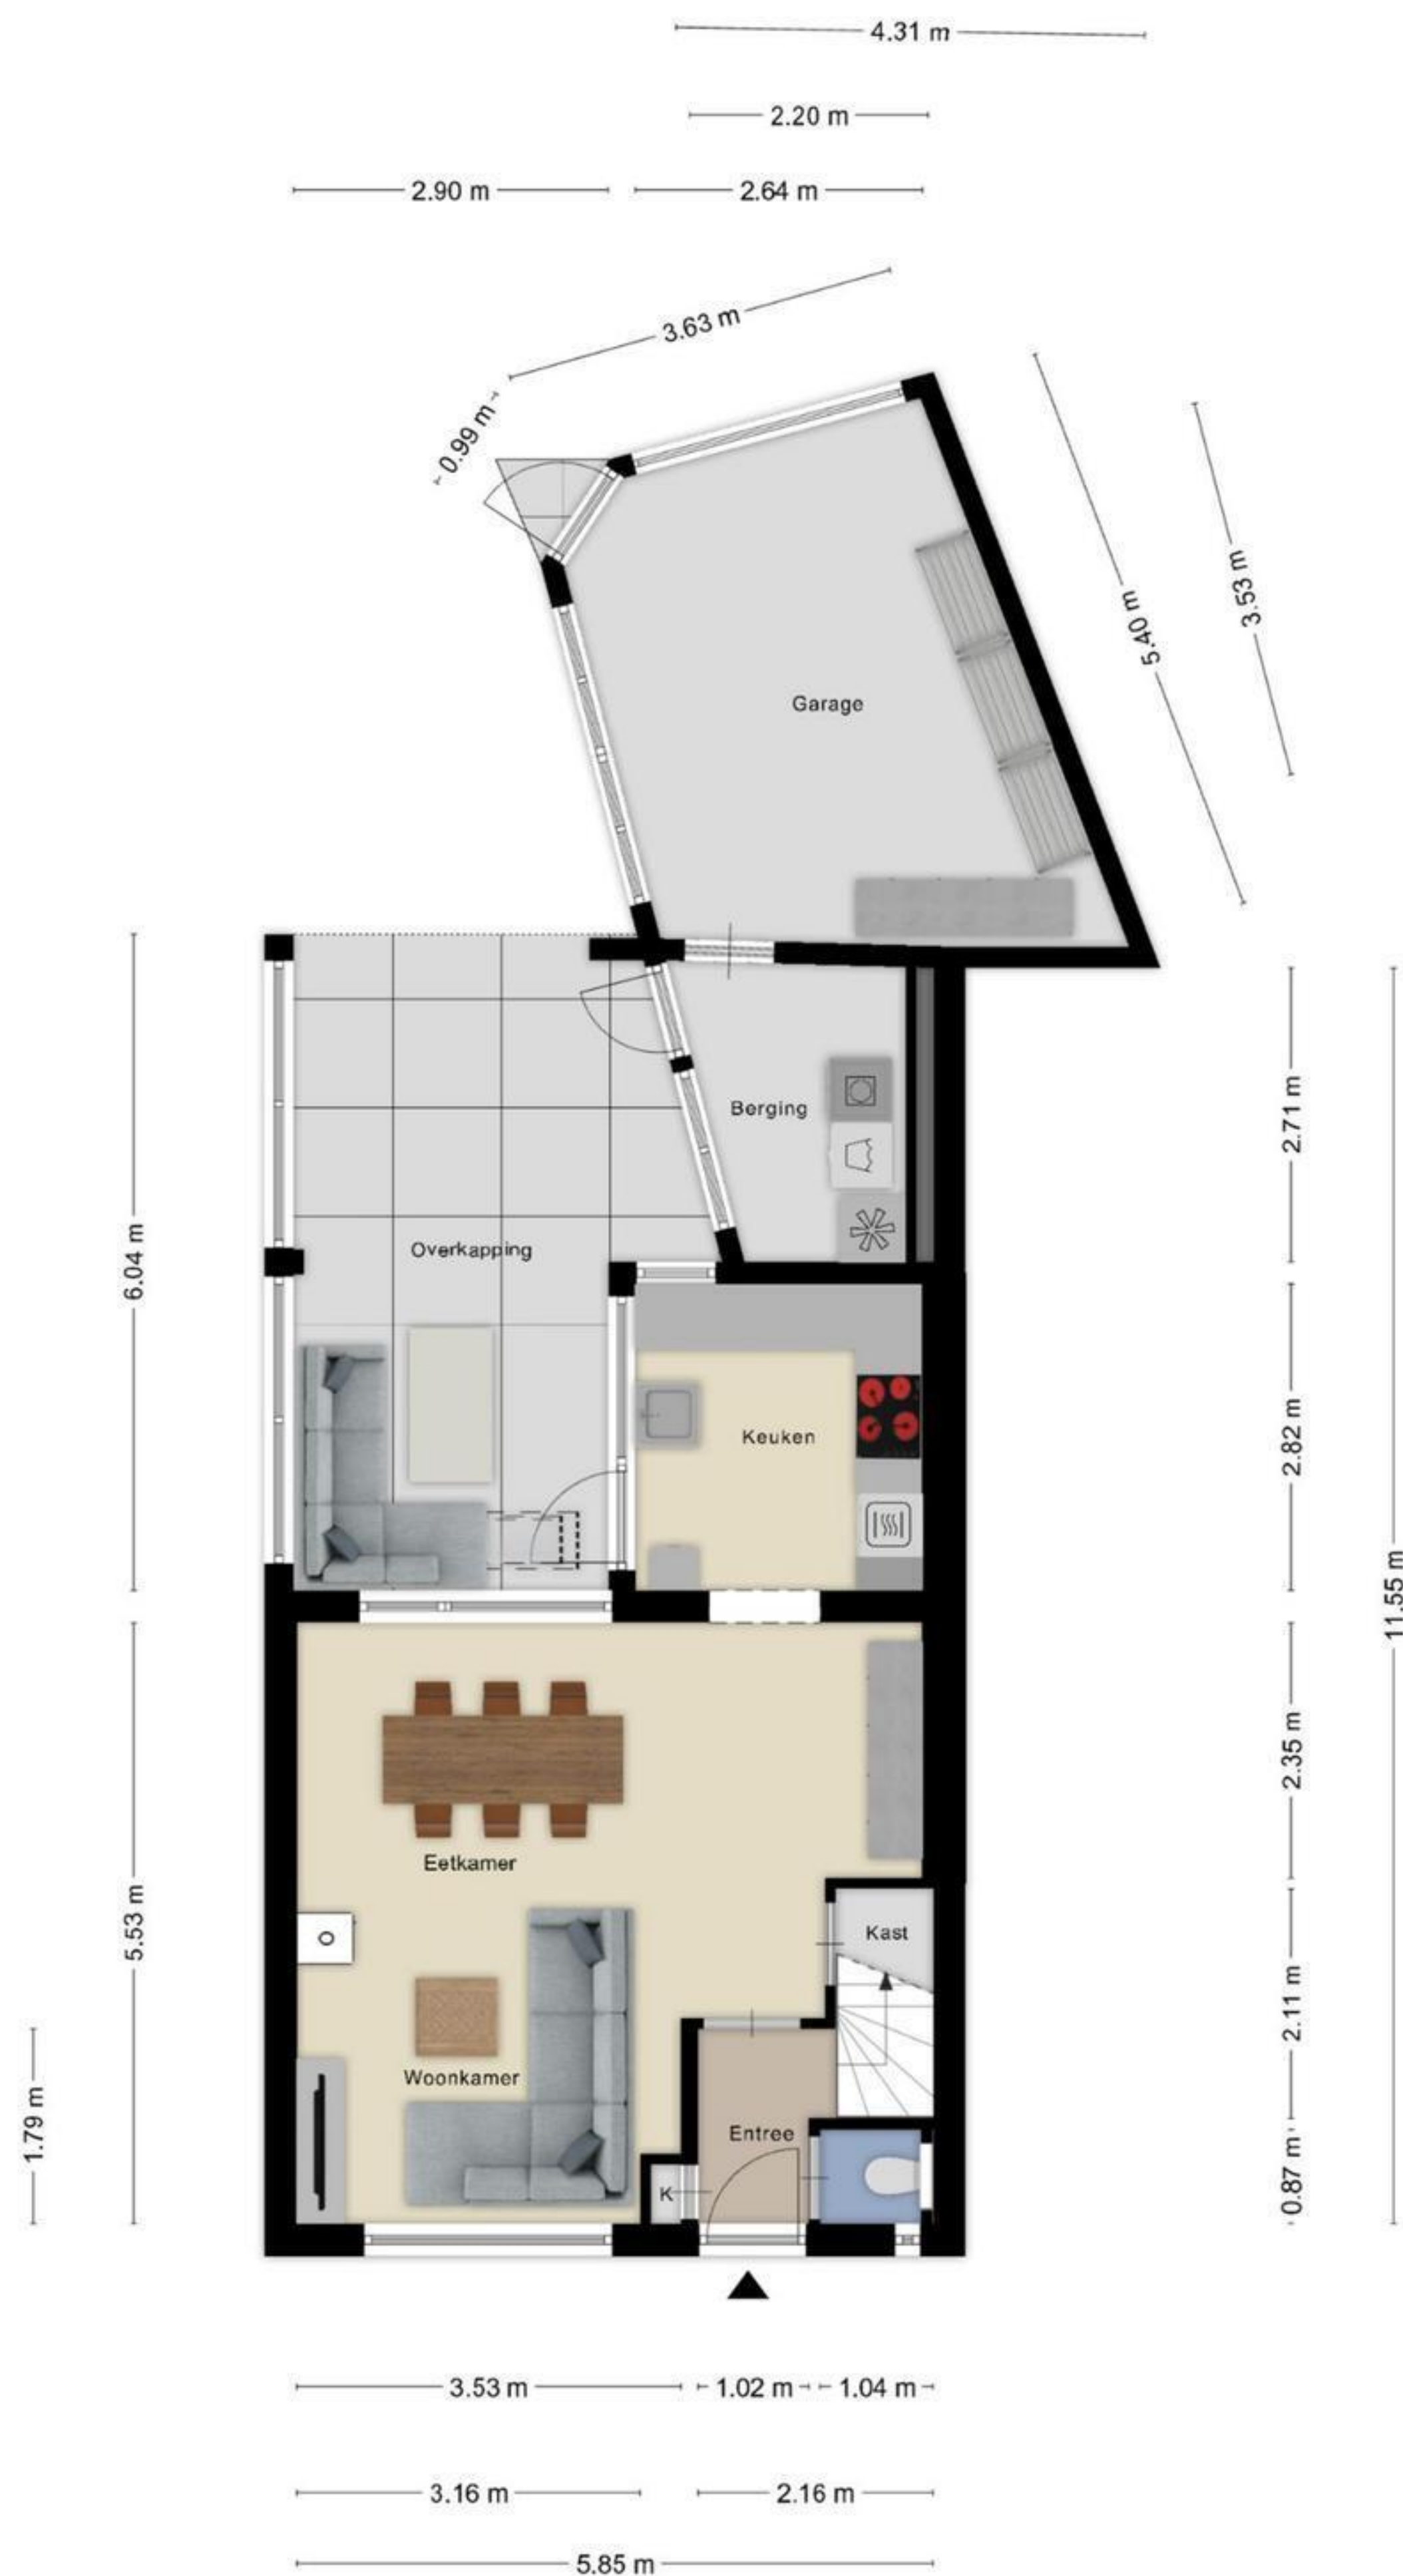 4.31 m
2.20 m
2.90 m
2.64 m
3.63 m
0.99 m
3.53 m
5.40 m
Garage
2.71 m
Berging
6.04 m
Overkapping
2.82 m
Keuken
11.55 m
2.35 m
Eetkamer
5.53 m
Kast
2.11 m
Woonkamer
1.79 m
Entree
0.87 m
K
3.53 m
1.02 m
1.04 m
3.16 m
2.16 m
5.85 m